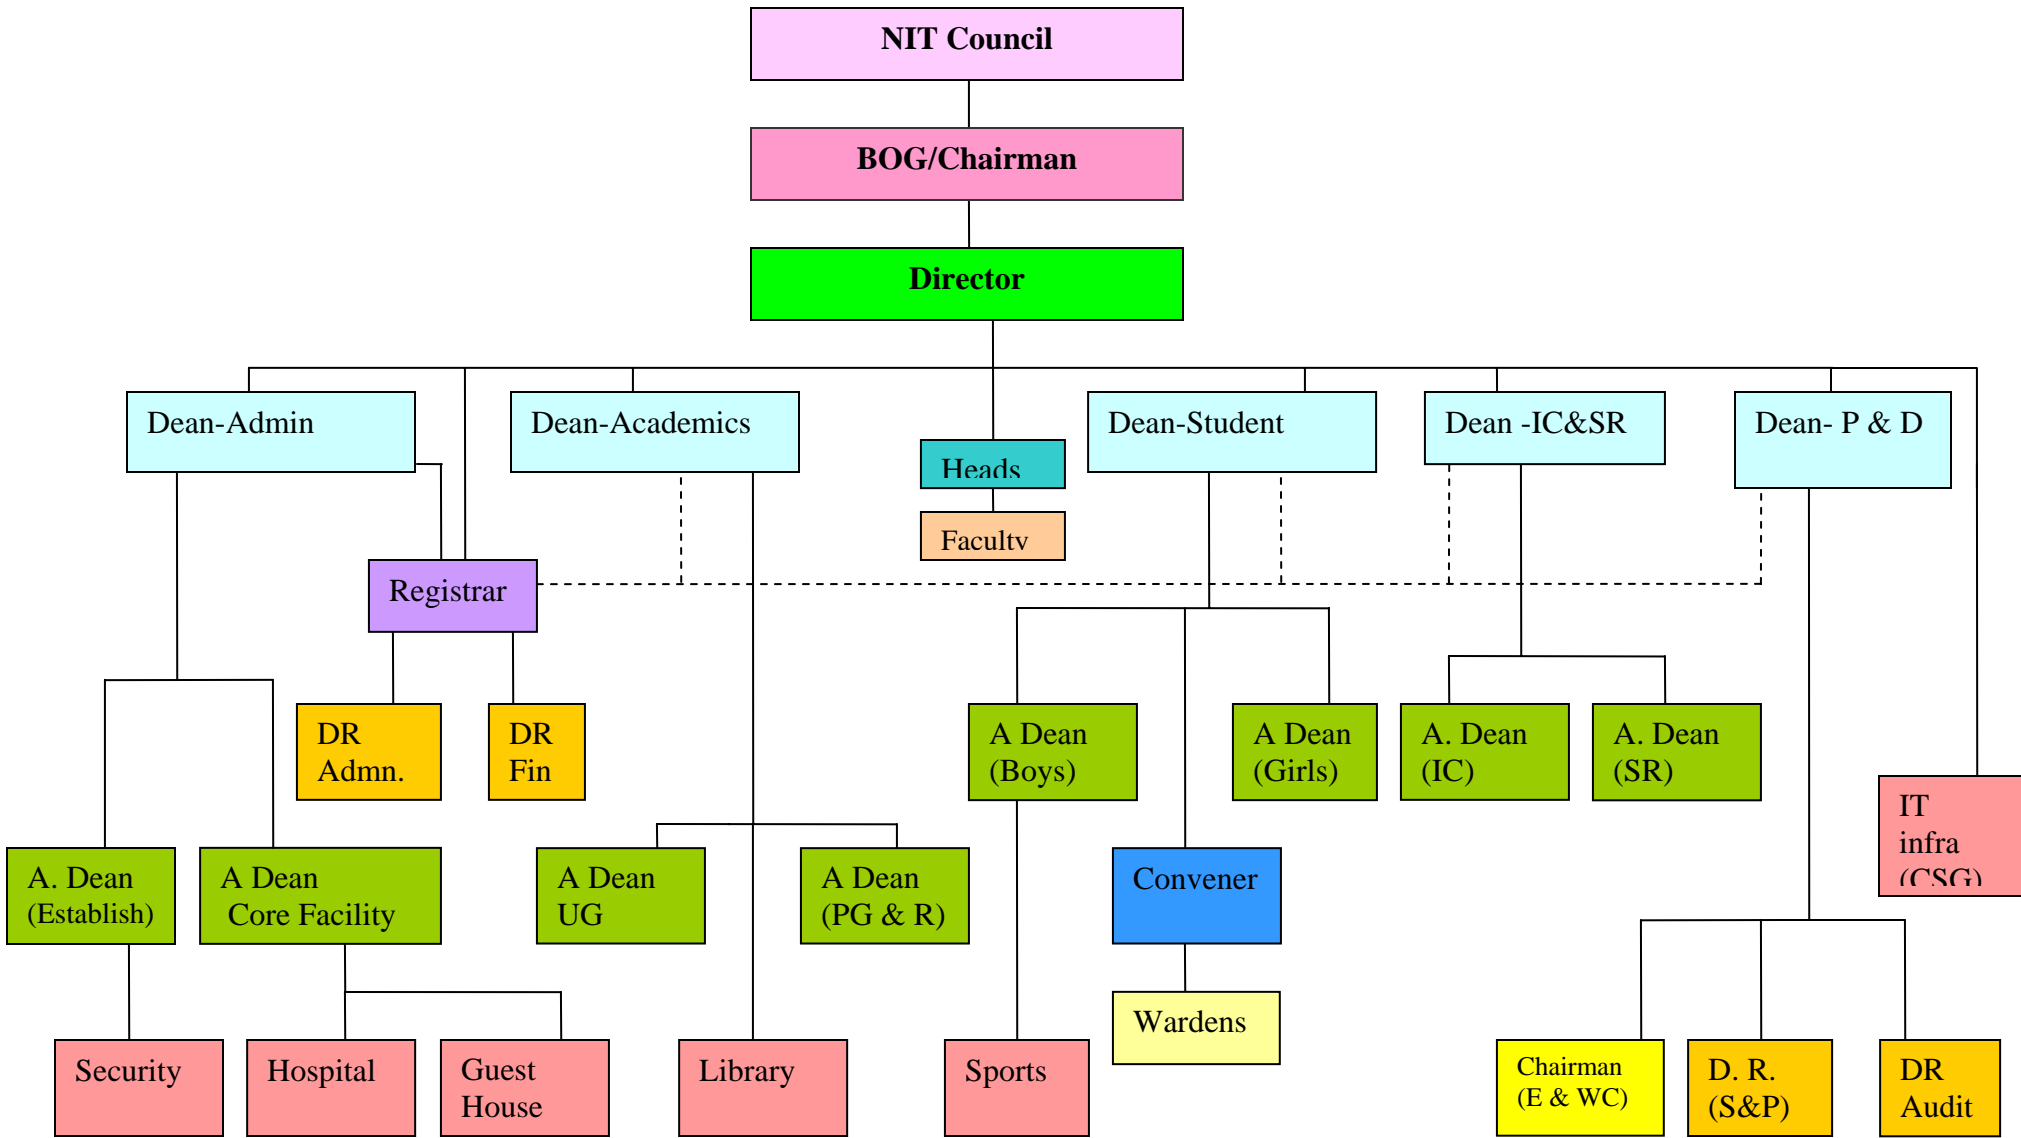 NIT Council
BOG/Chairman
Director
Dean-Admin
Dean-Academics
Heads
Faculty
Dean-Student
Dean -IC&SR
Dean- P & D
Registrar
DR
Admn.
DR
Fin
A Dean
(Boys)
A Dean
(Girls)
A. Dean
(IC)
A. Dean
(SR)
IT
infra
(CSG)
A. Dean
(Establish)
A Dean
Core Facility
A Dean
UG
A Dean
(PG & R)
Convener
Wardens
Security
Hospital
Guest
House
Library
Sports
Chairman
(E & WC)
D. R.
(S&P)
DR
Audit